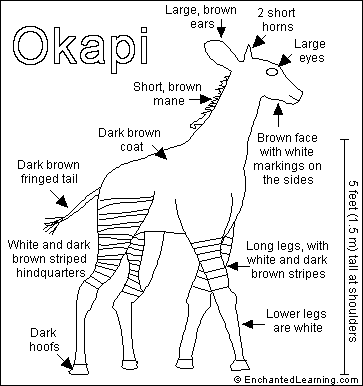 Okapi
Large, brown
ears
2 short
horns
Large
eyes
Short, brown
mane
Dark brown
coat
Brown face
with white
markings on
the sides
Dark brown
fringed tail
White and dark
brown striped
hindquarters
Long legs, with
white and dark
brown stripes
Lower legs
are white
Dark
hoofs
5 feet (1.5 m) tall at shoulders
©EnchantedLearning.com